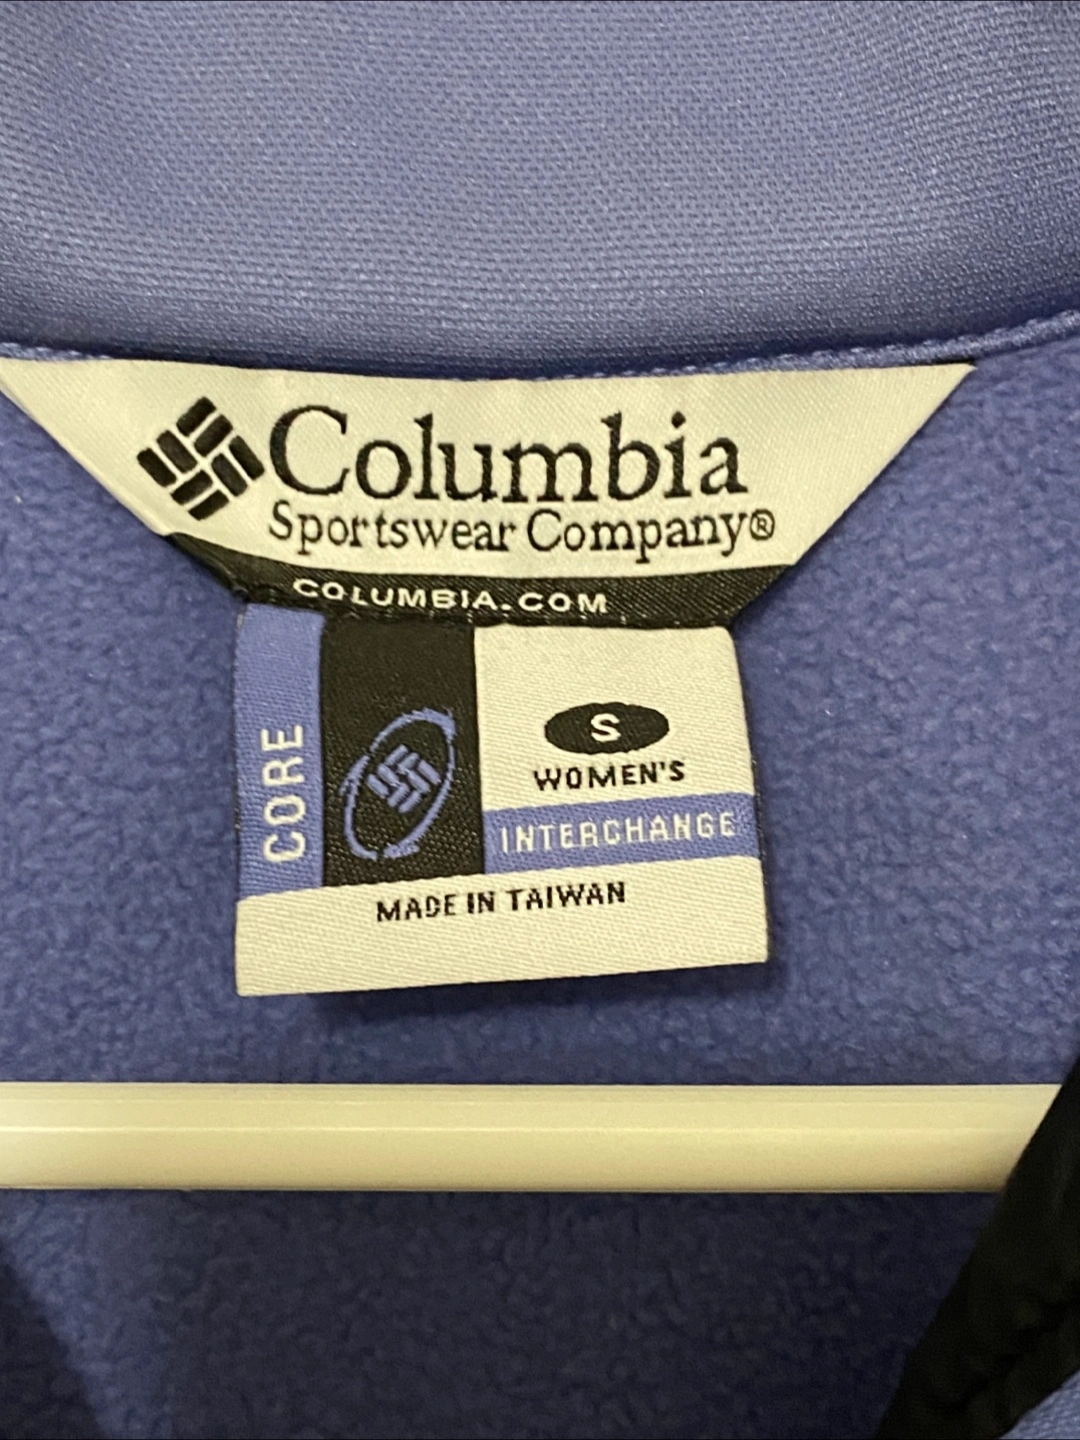 Columbia
Sportswear Company®
COLUMBIA.COM
CORE
S
WOMEN'S
INTERCHANGE
MADE IN TAIWAN